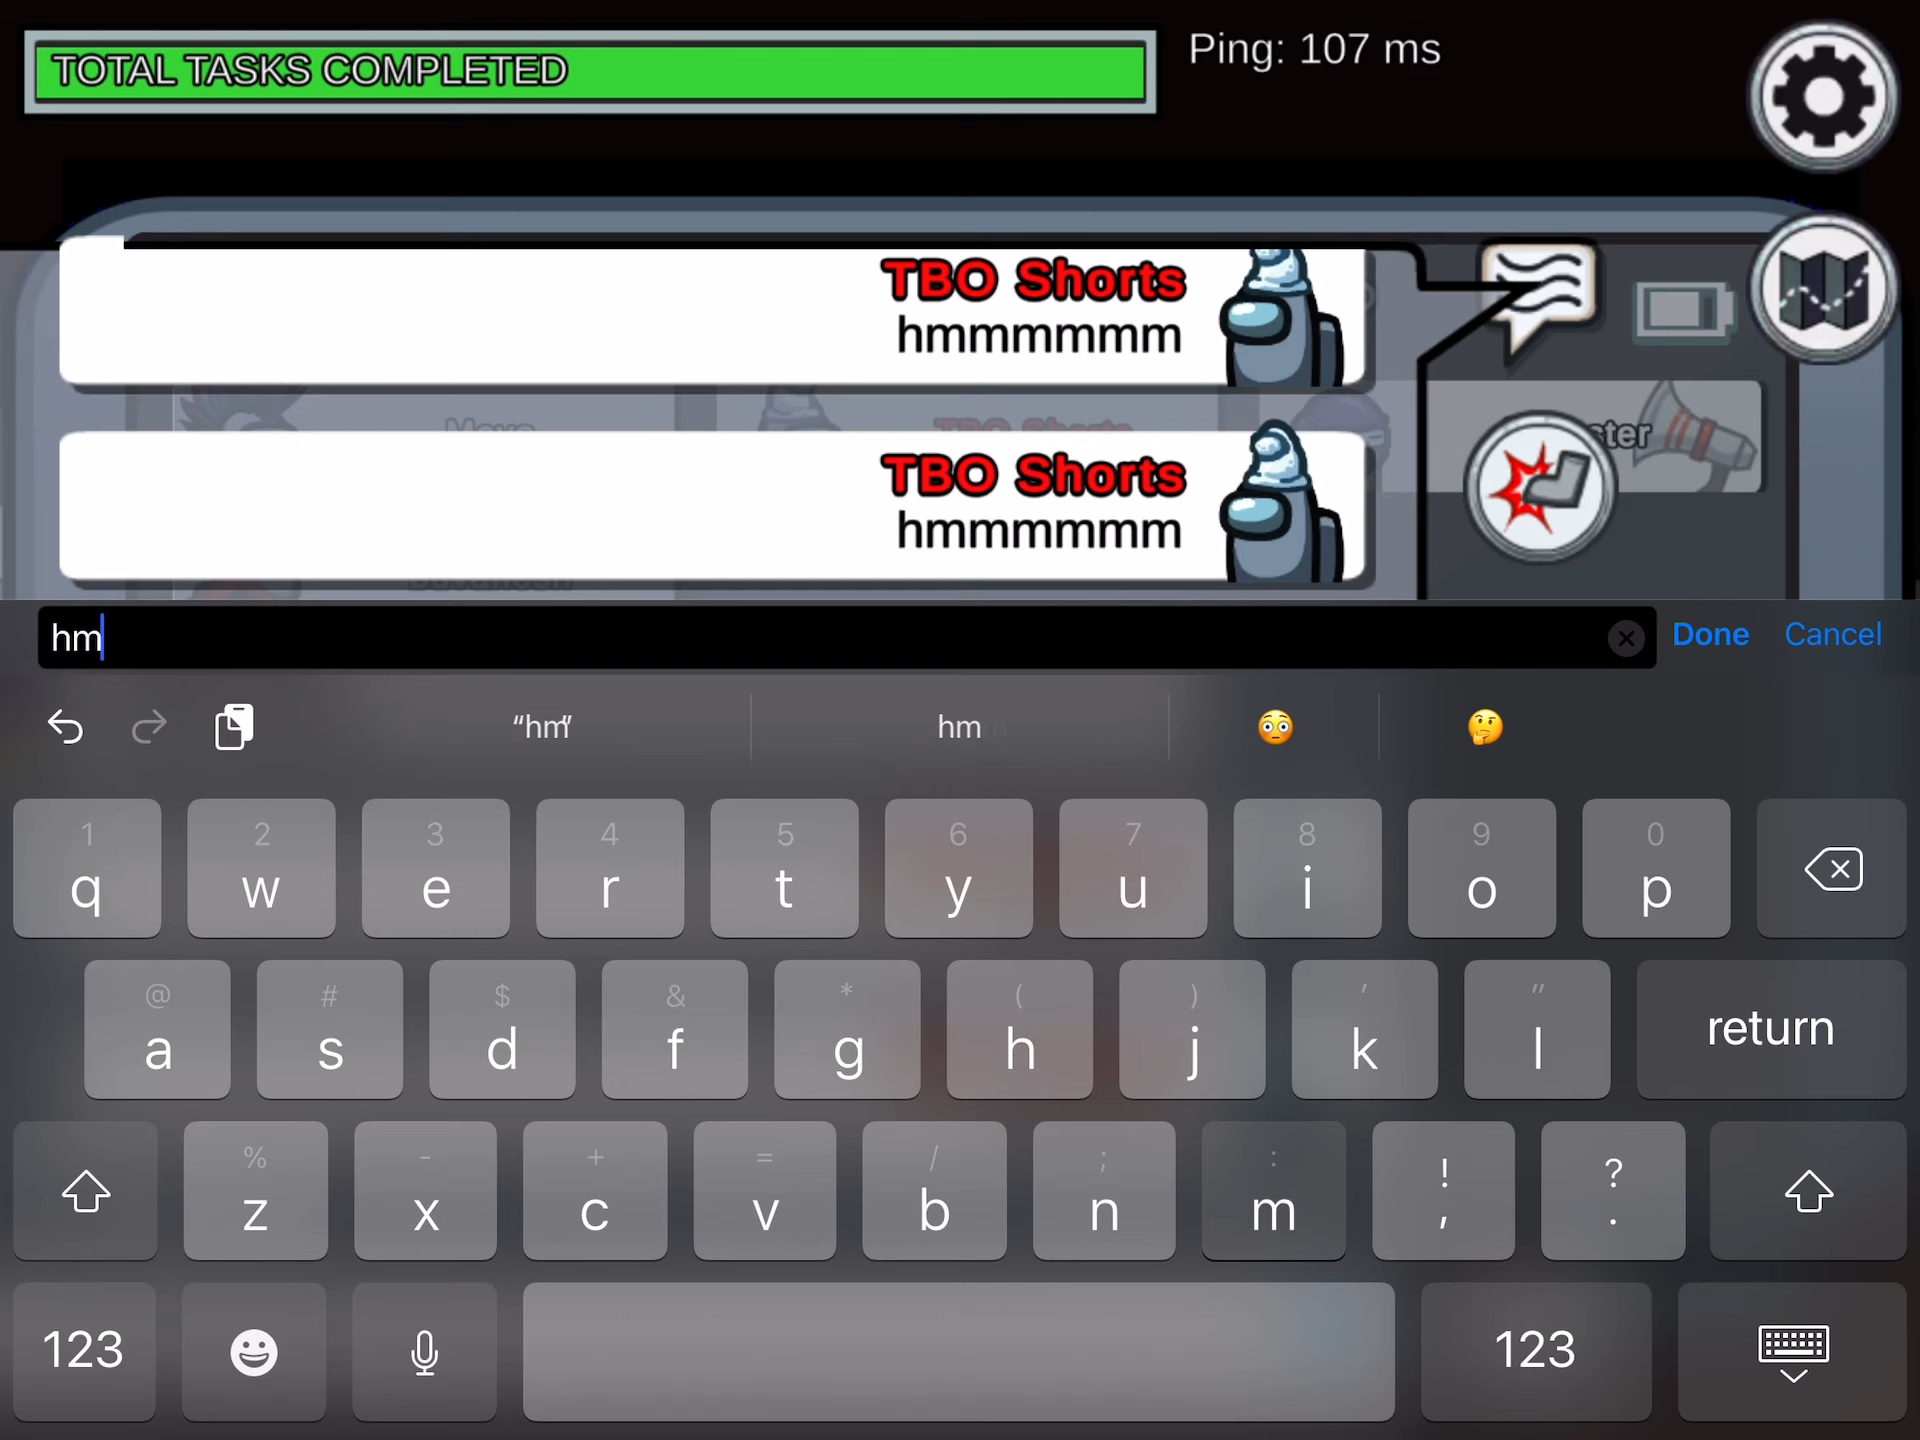 TOTAL TASKS COMPLETED
Ping: 107 ms
TBO Shorts
hmmmmmm
TBO Shorts
hmmmmmm
hm
Done
Cancel
“hm”
hm
1 2 3 4 5 6 7 8 9 0
q w e r t y u i o p
@ # $ & * ( ) ' "
a s d f g h j k l
return
% - + = / ; : ! ?
z x c v b n m , .
123
123